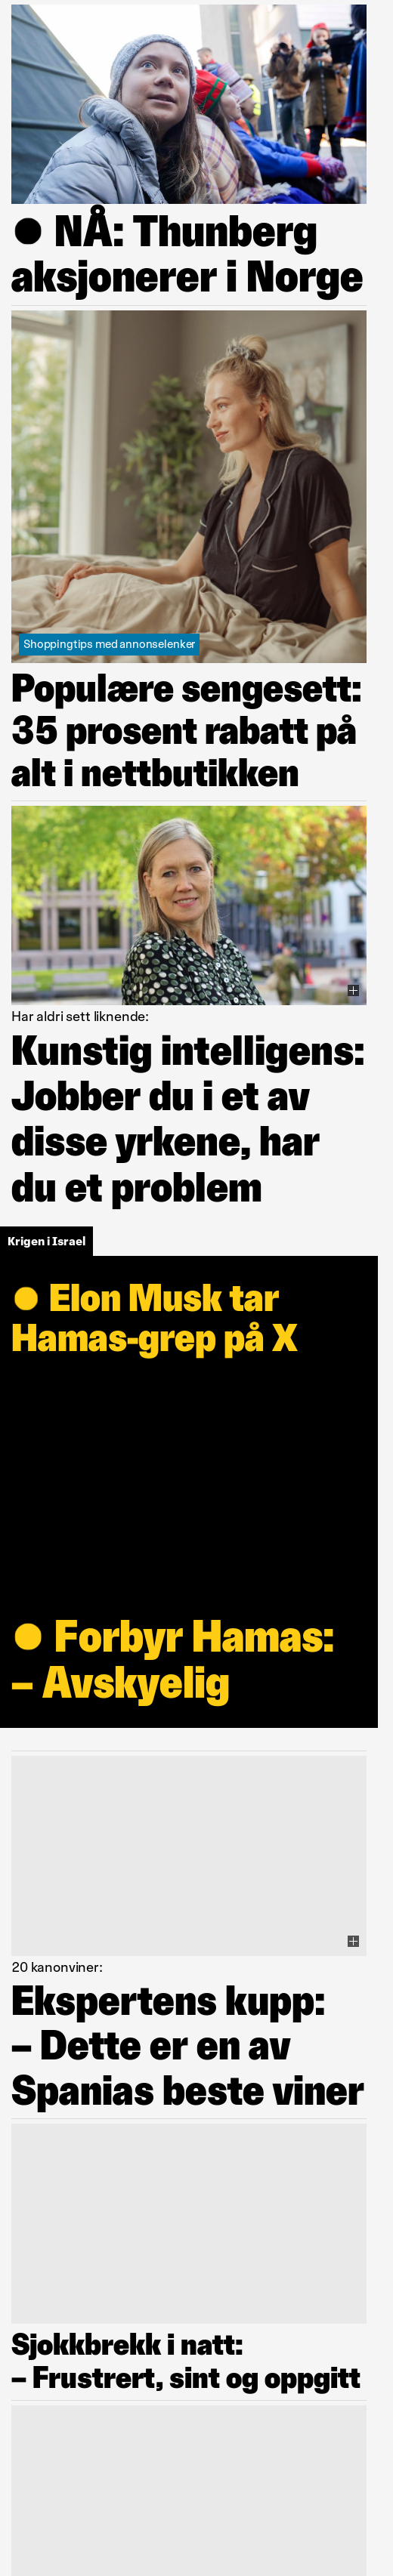 NÅ: Thunberg
aksjonerer i Norge
Shoppingtips med annonselenker
Populære sengesett:
35 prosent rabatt på
alt i nettbutikken
Har aldri sett liknende:
Kunstig intelligens:
Jobber du i et av
disse yrkene, har
du et problem
Krigen i Israel
Elon Musk tar
Hamas-grep på X
Forbyr Hamas:
– Avskyelig
20 kanonviner:
Ekspertens kupp:
– Dette er en av
Spanias beste viner
Sjokkbrekk i natt:
– Frustrert, sint og oppgitt